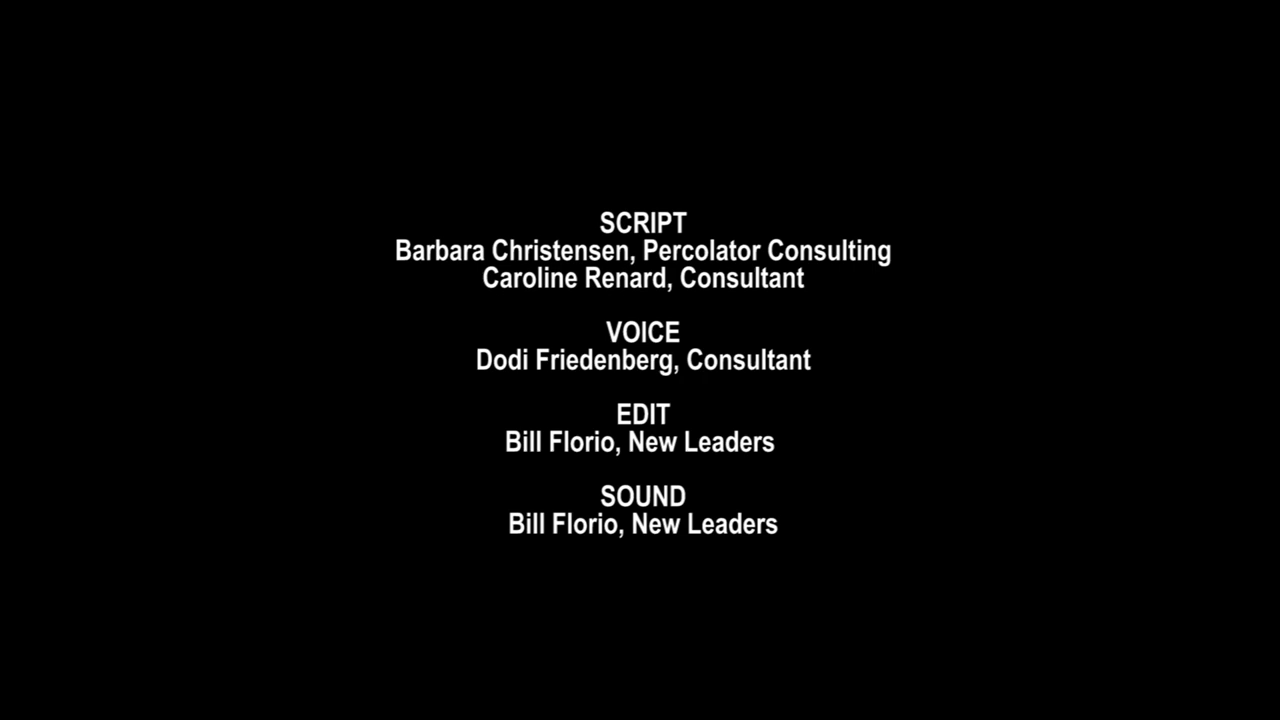 SCRIPT
Barbara Christensen, Percolator Consulting
Caroline Renard, Consultant
VOICE
Dodi Friedenberg, Consultant
EDIT
Bill Florio, New Leaders
SOUND
Bill Florio, New Leaders